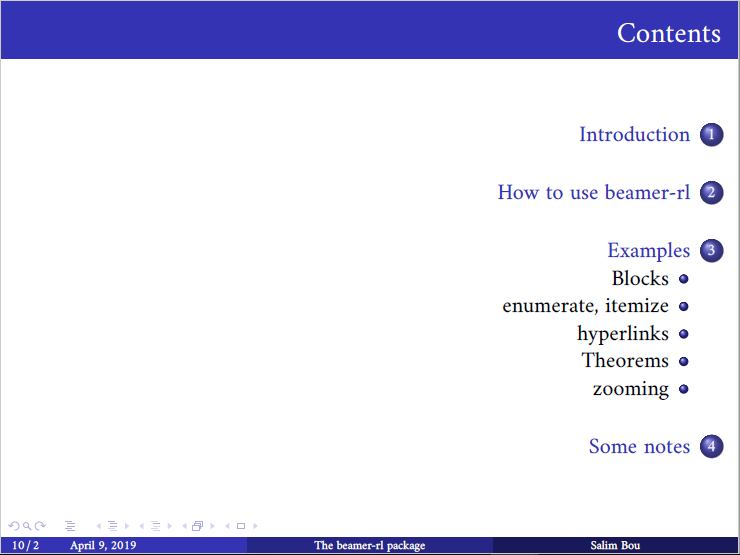 Contents
Introduction 1
How to use beamer-rl 2
Examples 3
Blocks
enumerate, itemize
hyperlinks
Theorems
zooming
Some notes 4
10 / 2 April 9, 2019 The beamer-rl package Salim Bou